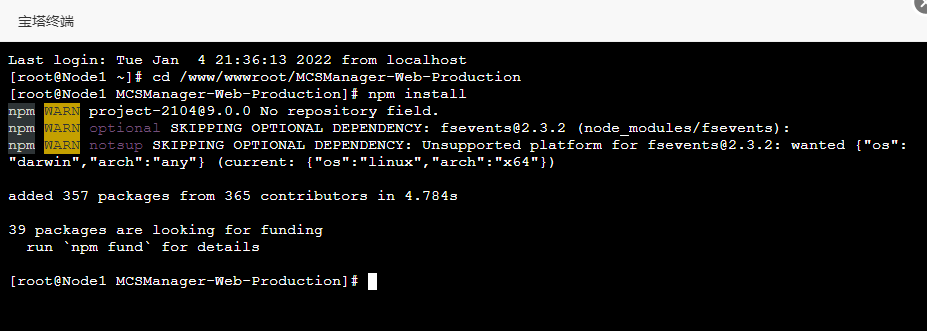 宝塔终端
Last login: Tue Jan  4 21:36:13 2022 from localhost
[root@Node1 ~]# cd /www/wwwroot/MCSManager-Web-Production
[root@Node1 MCSManager-Web-Production]# npm install
npm WARN project-2104@9.0.0 No repository field.
npm WARN optional SKIPPING OPTIONAL DEPENDENCY: fsevents@2.3.2 (node_modules/fsevents):
npm WARN notsup SKIPPING OPTIONAL DEPENDENCY: Unsupported platform for fsevents@2.3.2: wanted {"os":
"darwin","arch":"any"} (current: {"os":"linux","arch":"x64"})
added 357 packages from 365 contributors in 4.784s
39 packages are looking for funding
  run `npm fund` for details
[root@Node1 MCSManager-Web-Production]#